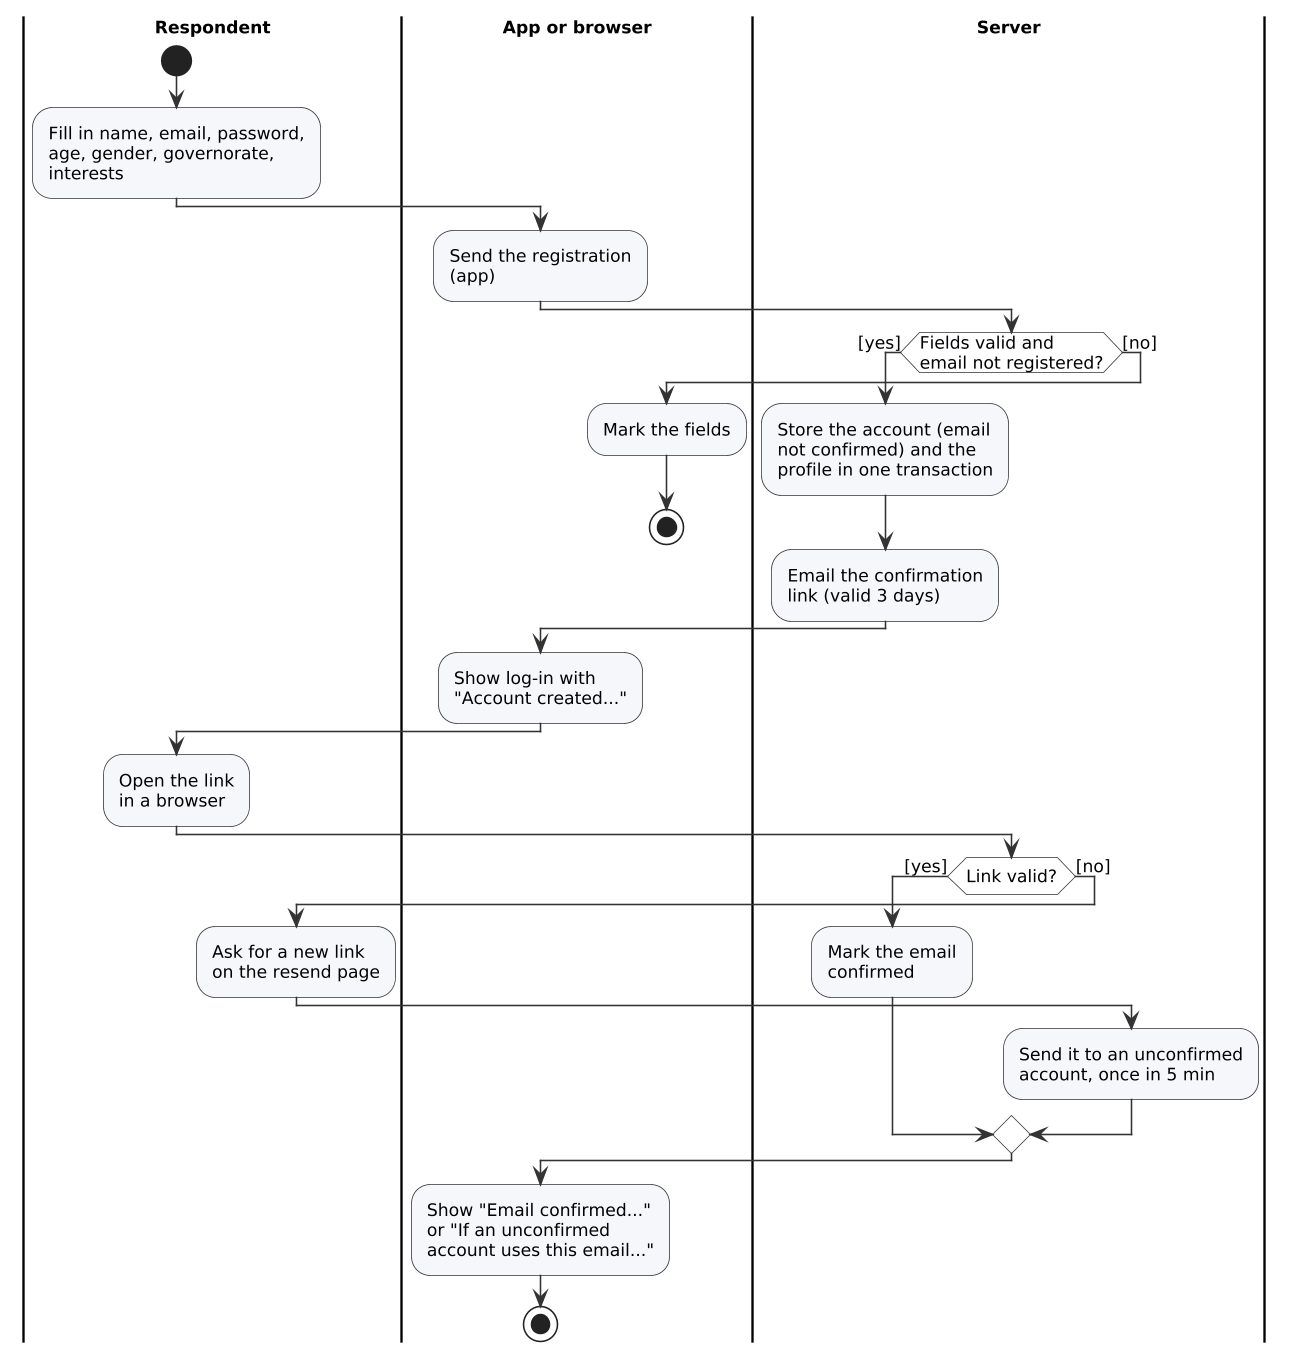 Respondent
App or browser
Server
Fill in name, email, password,
age, gender, governorate,
interests
Send the registration
(app)
[yes]
Fields valid and
email not registered?
[no]
Mark the fields
Store the account (email
not confirmed) and the
profile in one transaction
Email the confirmation
link (valid 3 days)
Show log-in with
"Account created..."
Open the link
in a browser
[yes]
Link valid?
[no]
Ask for a new link
on the resend page
Mark the email
confirmed
Send it to an unconfirmed
account, once in 5 min
Show "Email confirmed..."
or "If an unconfirmed
account uses this email..."